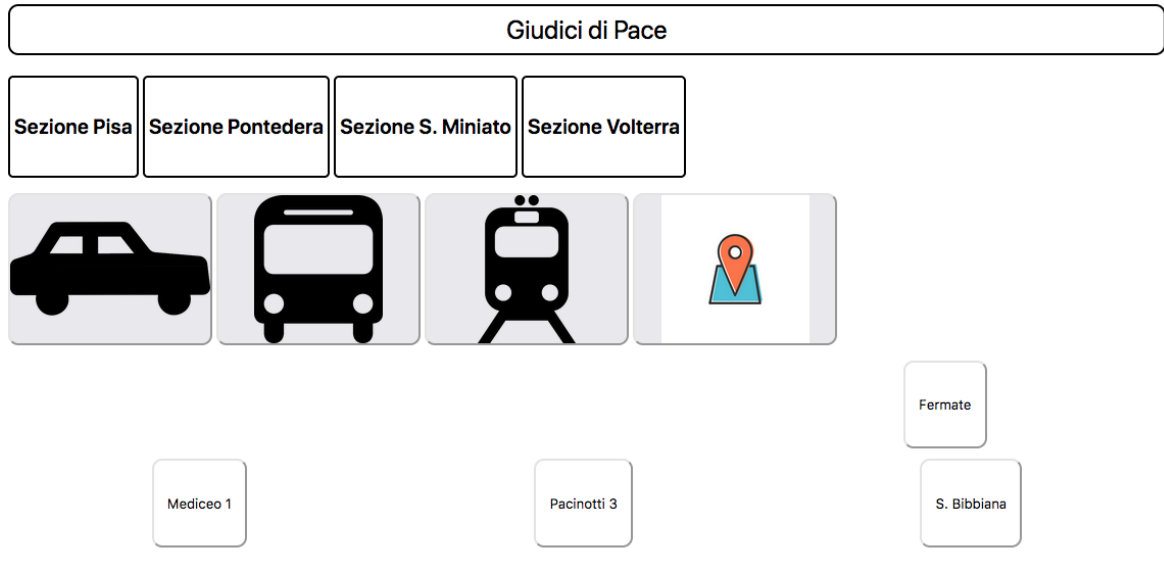 Giudici di Pace
Sezione Pisa Sezione Pontedera Sezione S. Miniato Sezione Volterra
Fermate
Mediceo 1 Pacinotti 3 S. Bibbiana